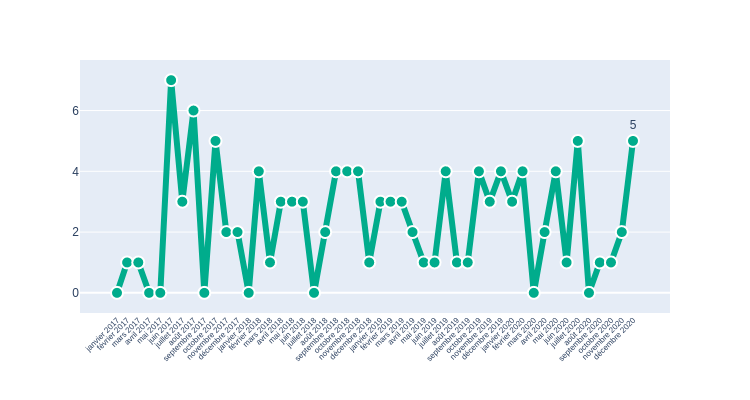 6
4
2
0
5
janvier 2017
février 2017
mars 2017
avril 2017
mai 2017
juin 2017
juillet 2017
août 2017
septembre 2017
octobre 2017
novembre 2017
décembre 2017
janvier 2018
février 2018
mars 2018
avril 2018
mai 2018
juin 2018
juillet 2018
août 2018
septembre 2018
octobre 2018
novembre 2018
décembre 2018
janvier 2019
février 2019
mars 2019
avril 2019
mai 2019
juin 2019
juillet 2019
août 2019
septembre 2019
octobre 2019
novembre 2019
décembre 2019
janvier 2020
février 2020
mars 2020
avril 2020
mai 2020
juin 2020
juillet 2020
août 2020
septembre 2020
octobre 2020
novembre 2020
décembre 2020